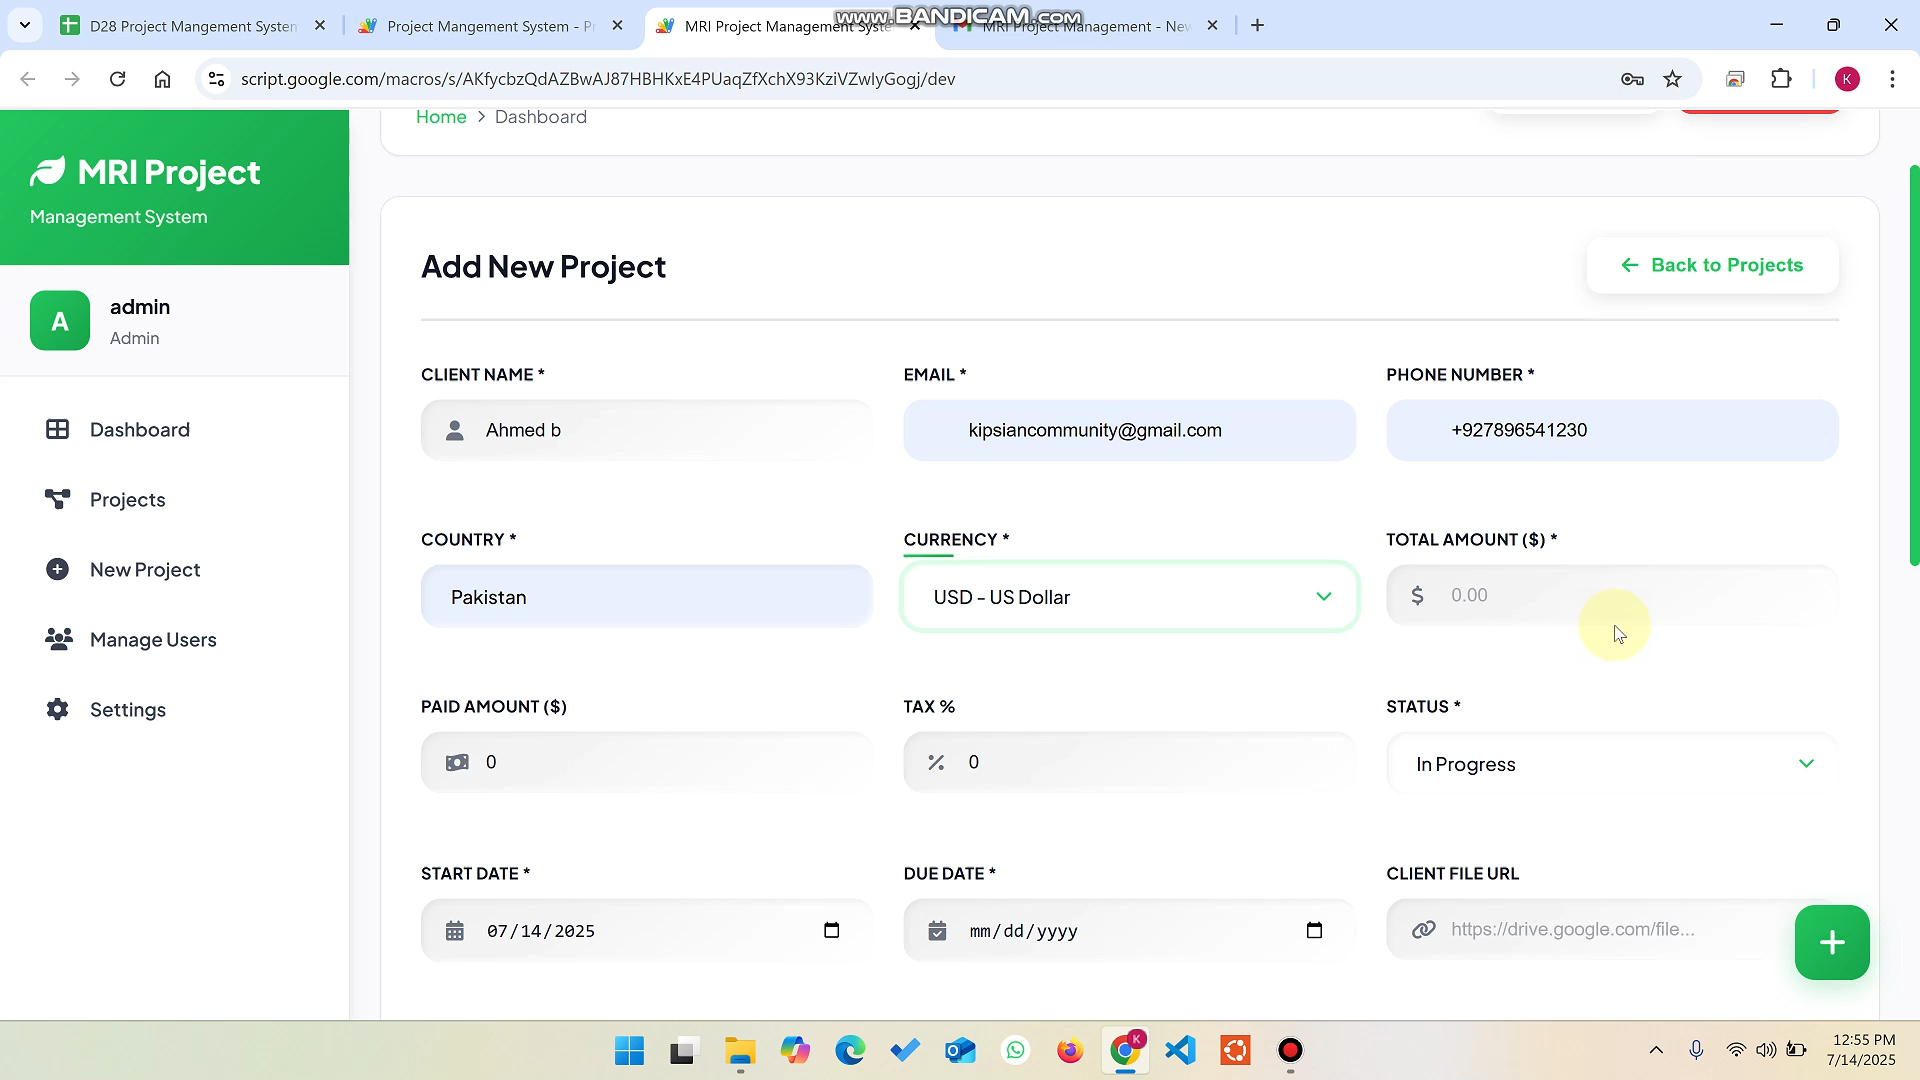 D28 Project Mangement System
Project Mangement System - Pr
MRI Project Management Syste
MRI Project Management - New
www.BANDICAM.com
script.google.com/macros/s/AKfycbzQdAZBwAJ87HBHKxE4PUaqZfXchX93KziVZwIyGogj/dev
K
Home > Dashboard
MRI Project
Management System
A
admin
Admin
Dashboard
Projects
New Project
Manage Users
Settings
Add New Project
Back to Projects
CLIENT NAME *
EMAIL *
PHONE NUMBER *
Ahmed b
kipsiancommunity@gmail.com
+927896541230
COUNTRY *
CURRENCY *
TOTAL AMOUNT ($) *
Pakistan
USD - US Dollar
$ 0.00
PAID AMOUNT ($)
TAX %
STATUS *
0
% 0
In Progress
START DATE *
DUE DATE *
CLIENT FILE URL
07/14/2025
mm/dd/yyyy
https://drive.google.com/file...
K
12:55 PM
7/14/2025